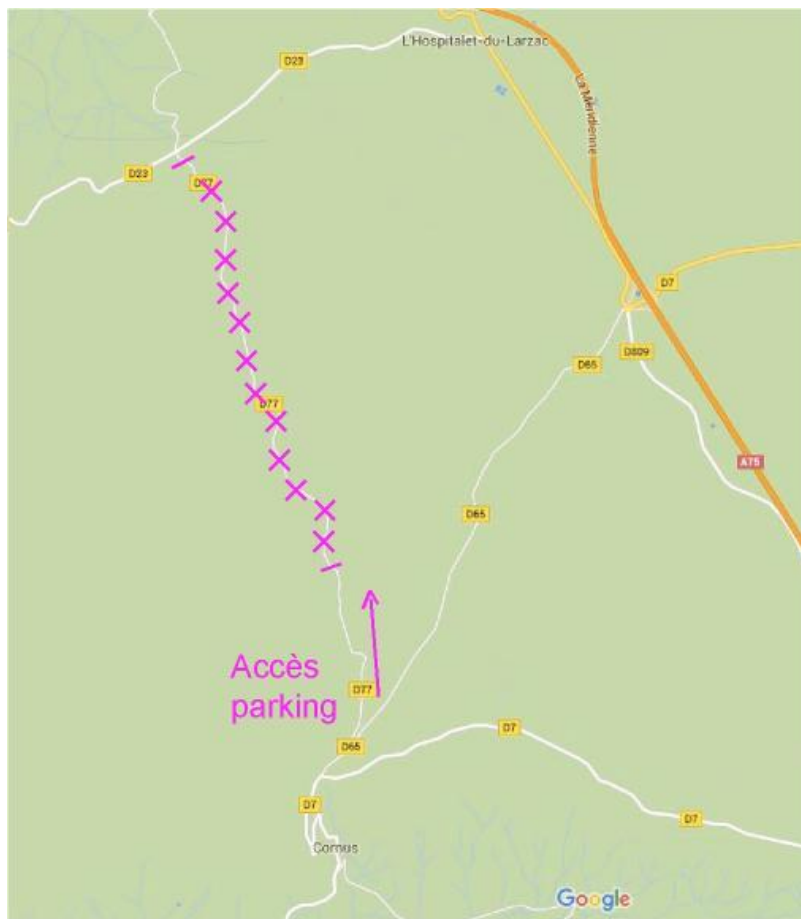 L'Hospitalet-du-Larzac
D23
La Méridienne
D23
D77
D7
D809
D65
D77
A75
D65
Accès
parking
D77
D65
D7
D7
D7
Cornus
Google